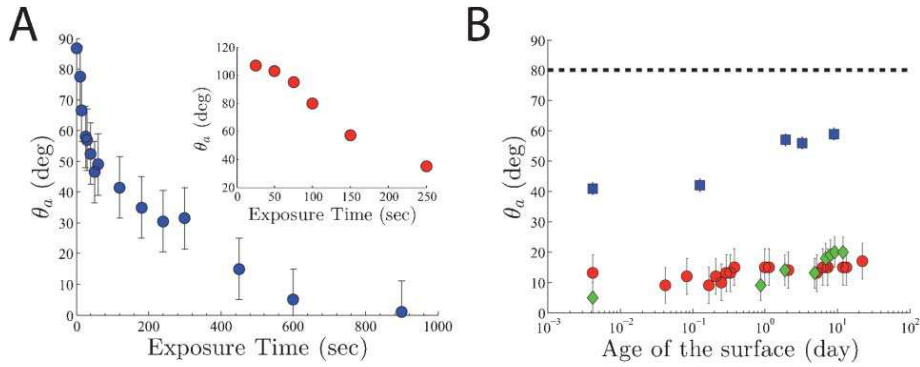 A
B
90
80
70
60
50
40
30
20
10
0
θa (deg)
0 200 400 600 800 1000
Exposure Time (sec)
120
100
80
60
40
20
θa (deg)
0 50 100 150 200 250
Exposure Time (sec)
90
80
70
60
50
40
30
20
10
0
θa (deg)
10⁻³ 10⁻² 10⁻¹ 10⁰ 10¹ 10²
Age of the surface (day)